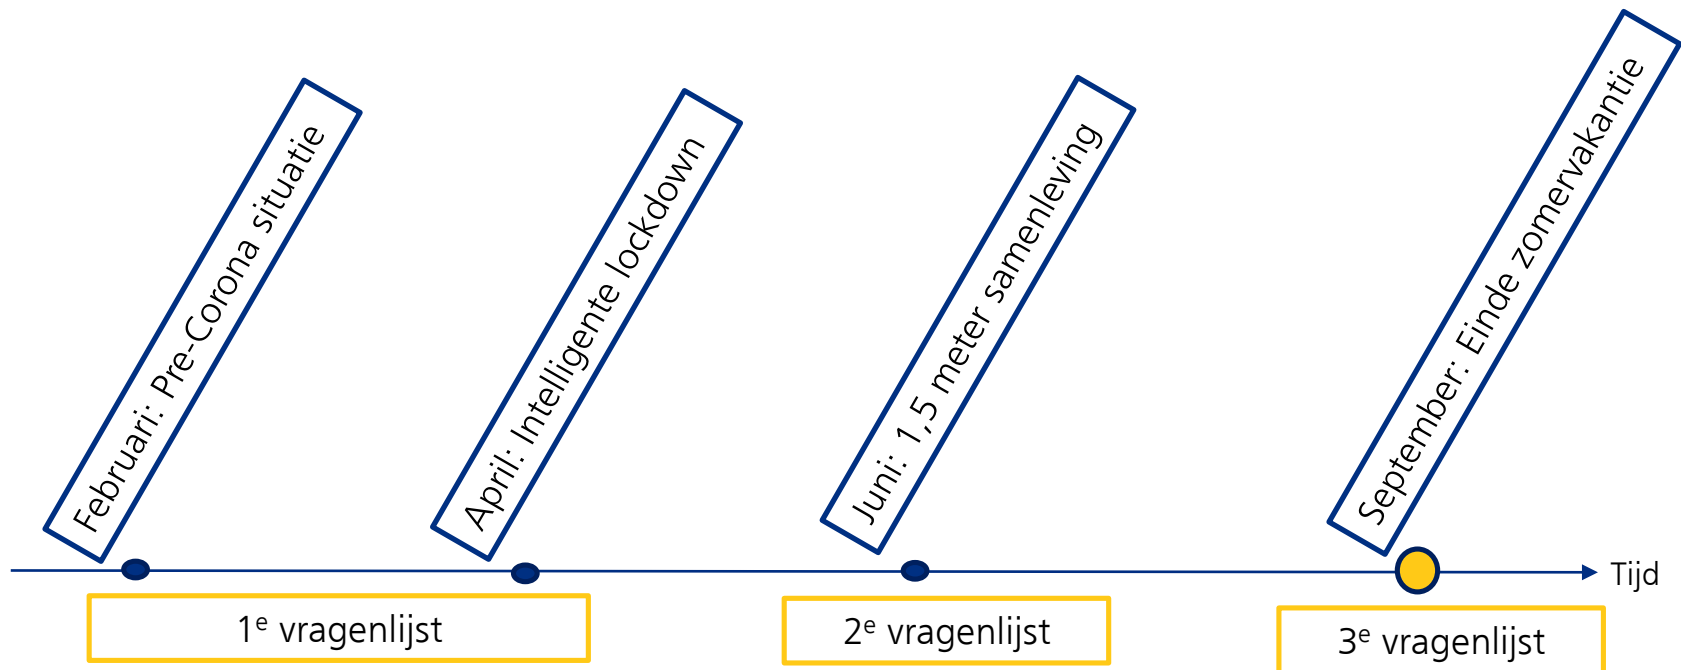 Februari: Pre-Corona situatie
April: Intelligente lockdown
Juni: 1,5 meter samenleving
September: Einde zomervakantie
Tijd
1e vragenlijst
2e vragenlijst
3e vragenlijst